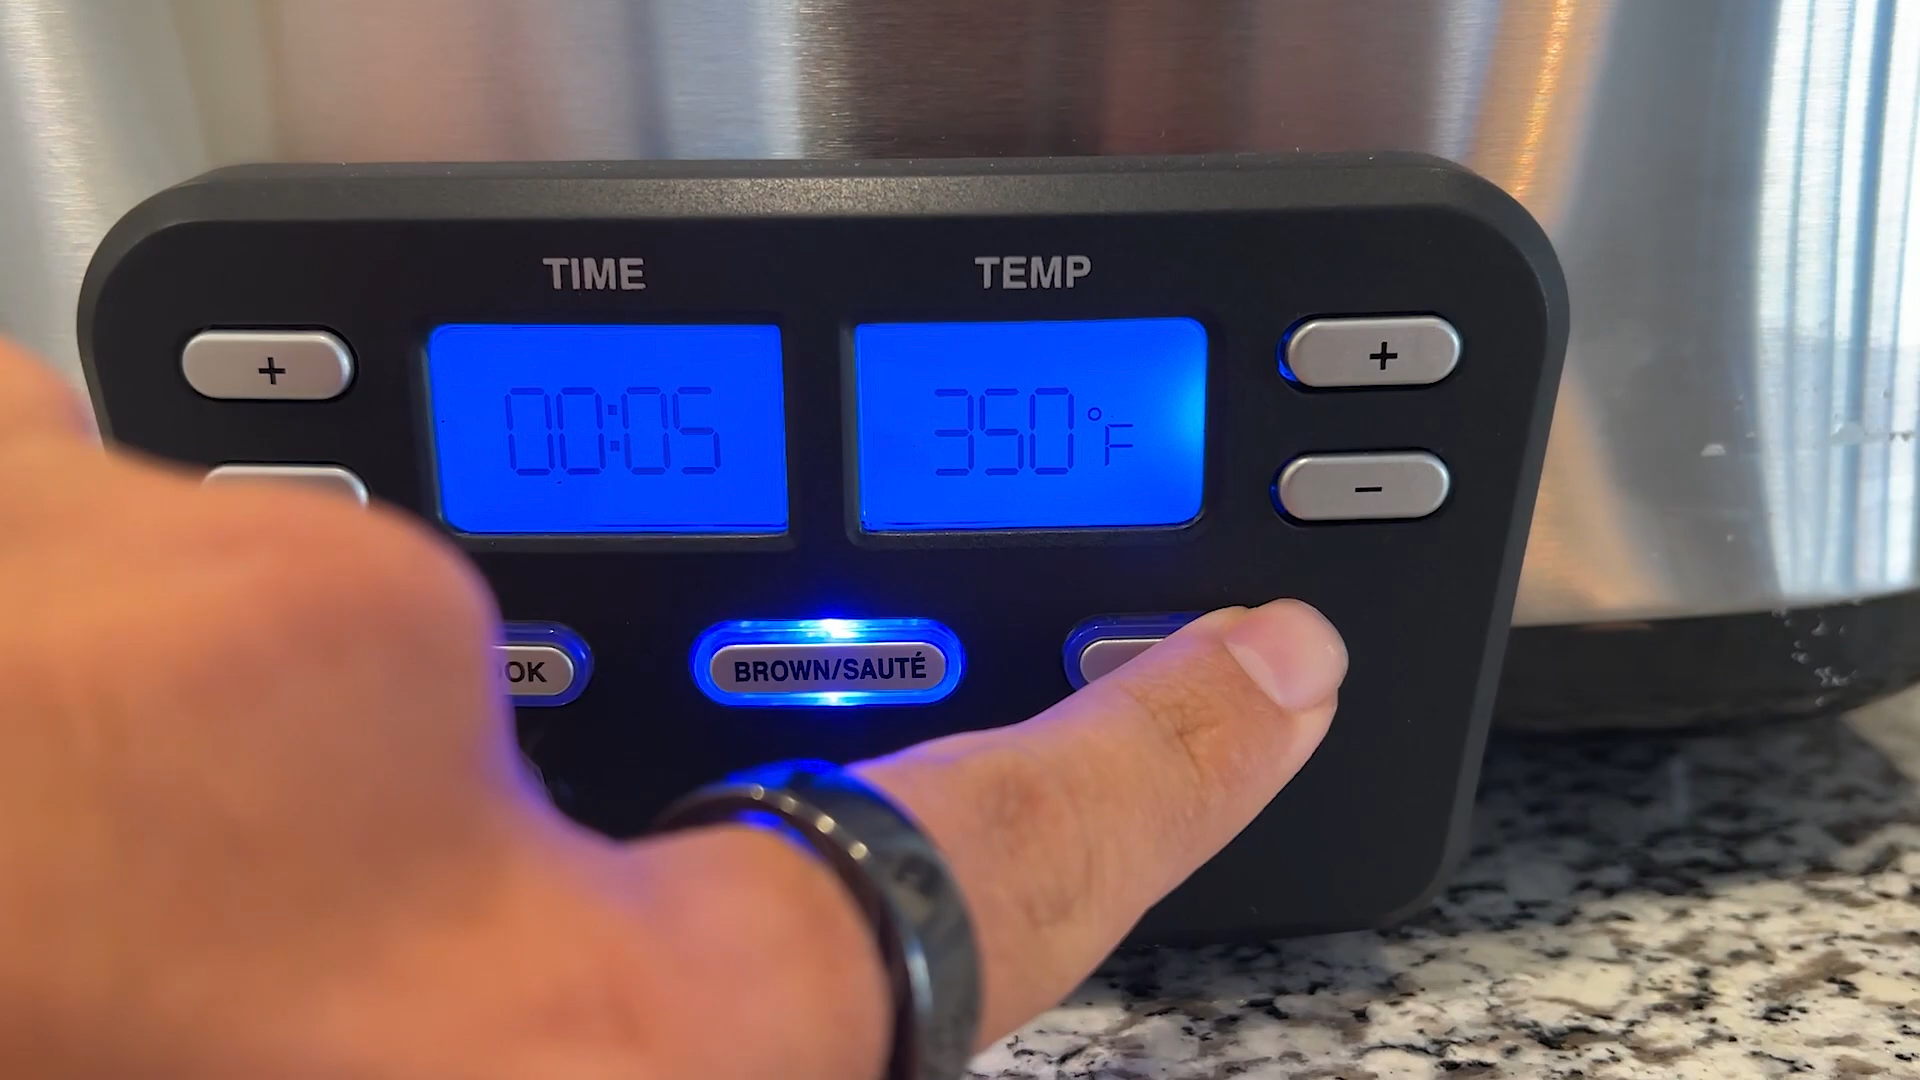 TIME TEMP
+ +
00:05 350°F
-
OK BROWN/SAUTÉ